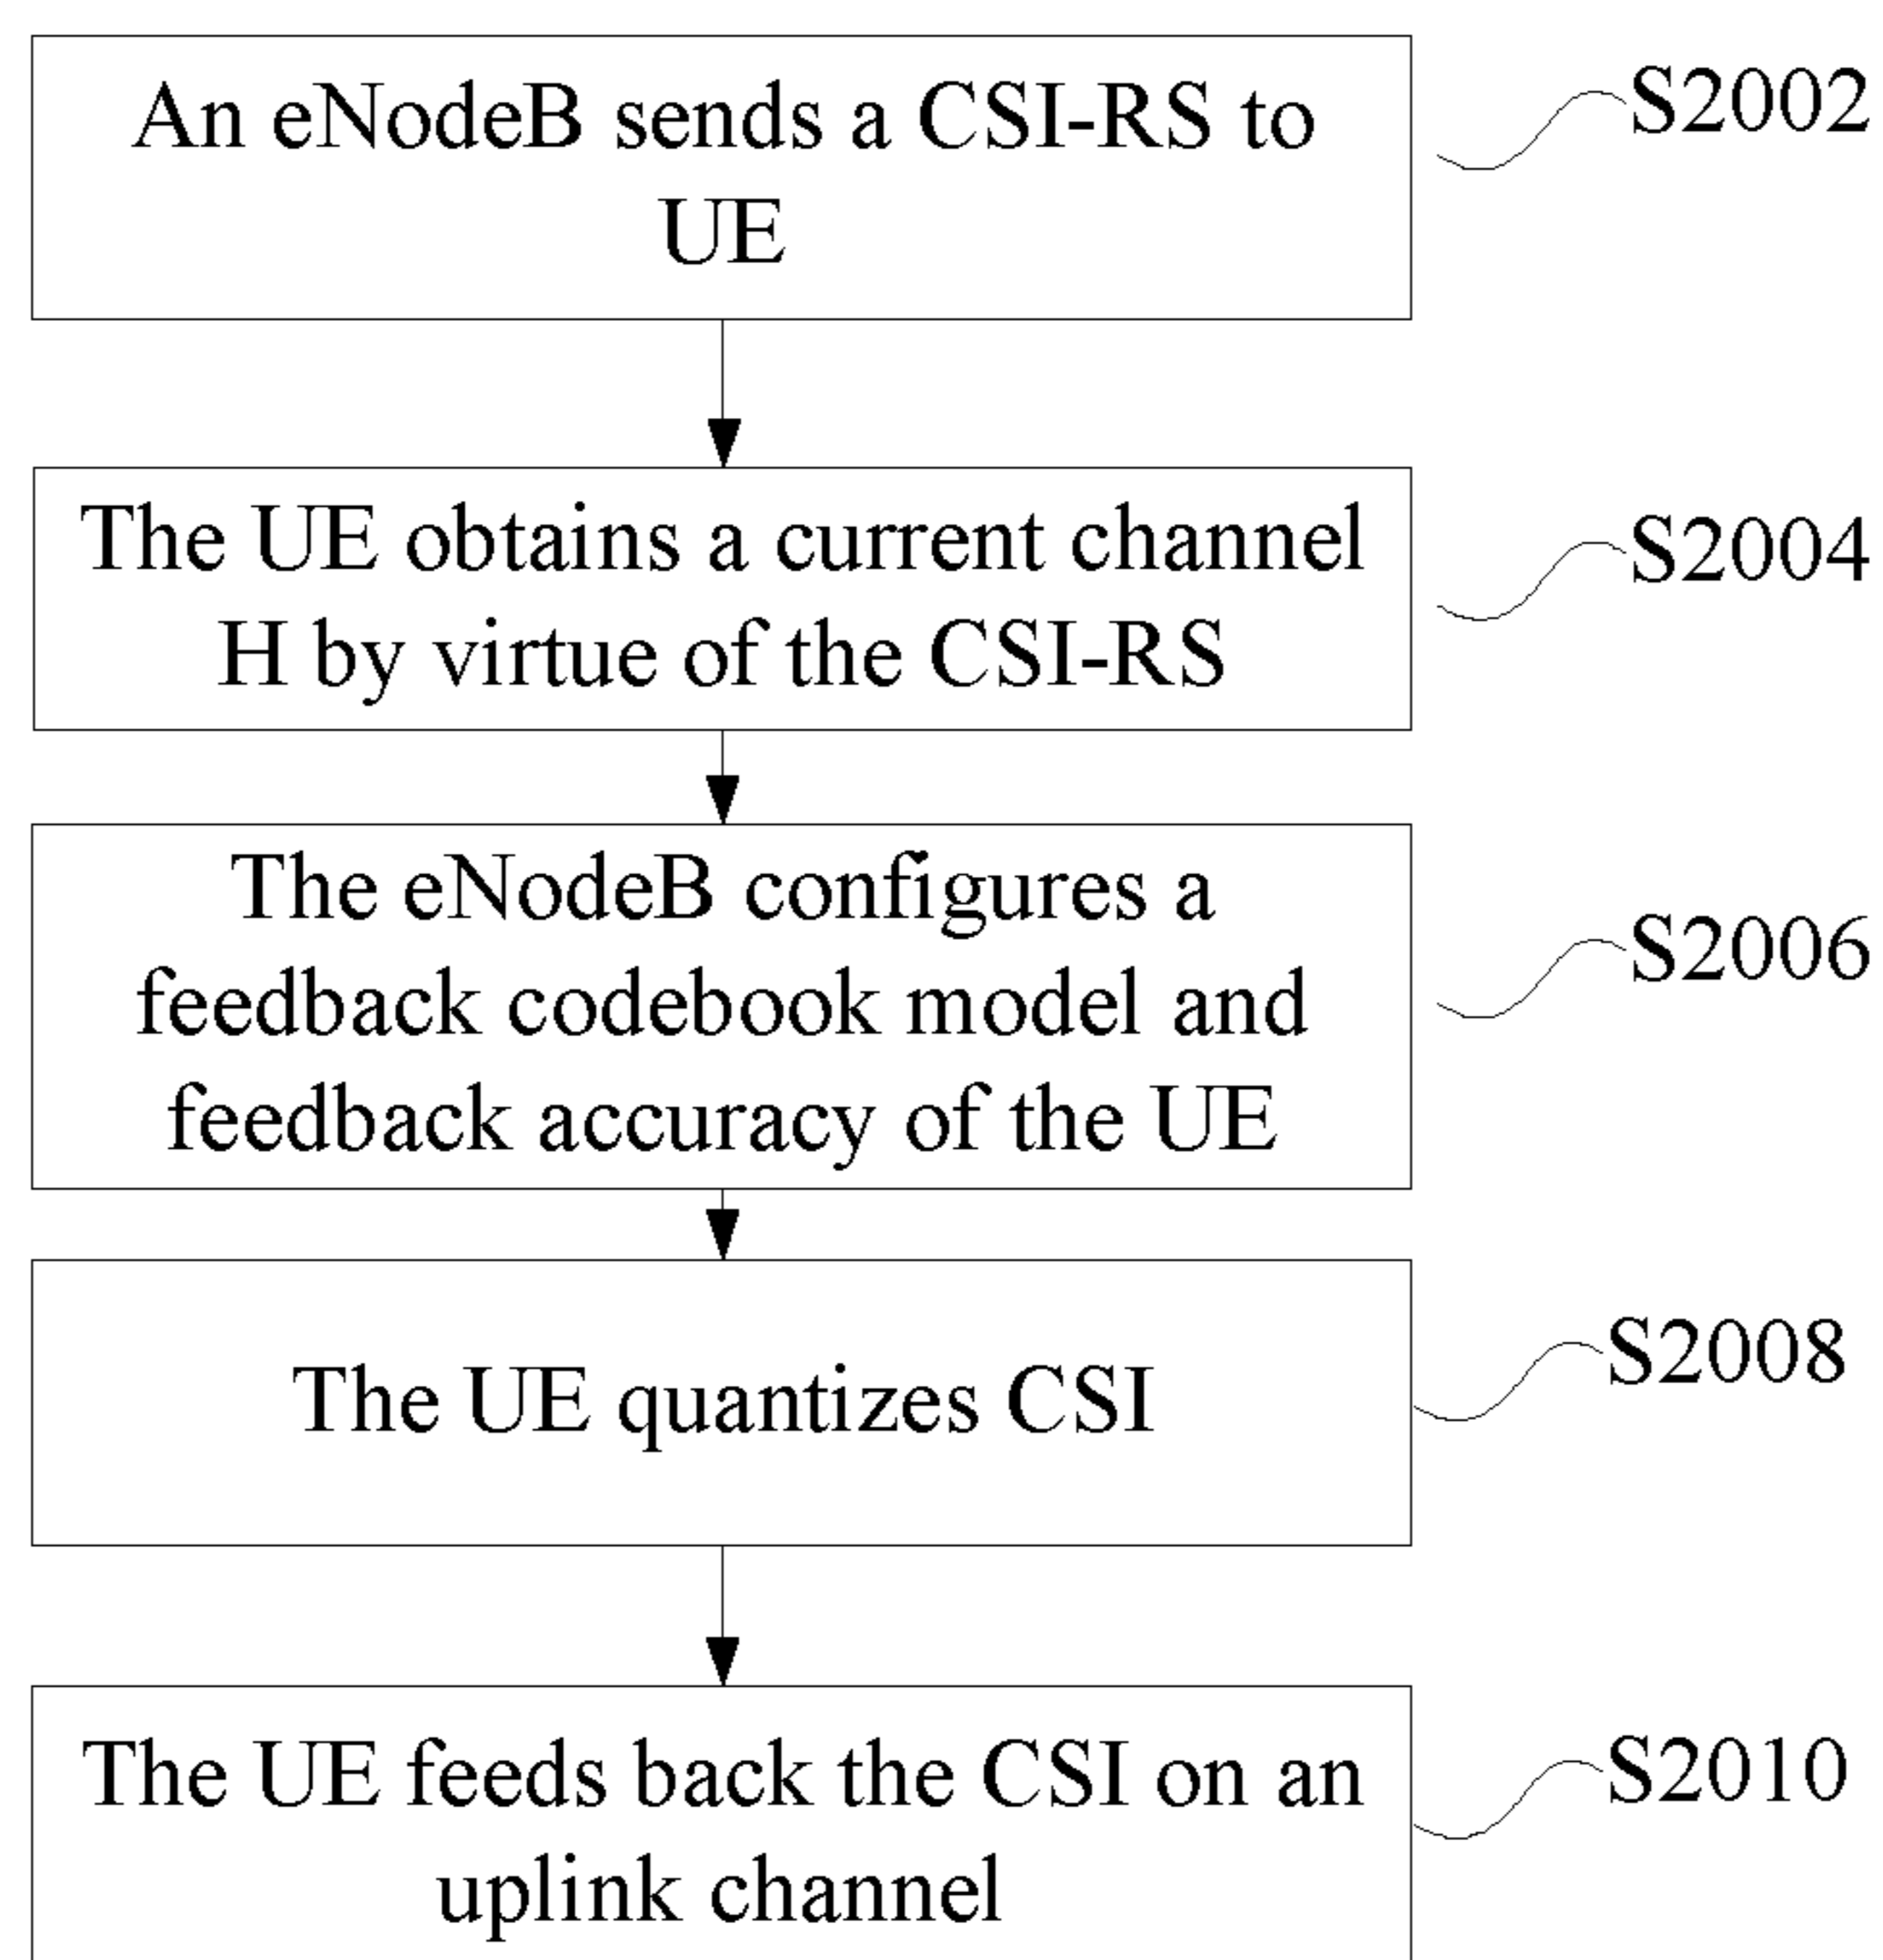 An eNodeB sends a CSI-RS to
UE
S2002
The UE obtains a current channel
H by virtue of the CSI-RS
S2004
The eNodeB configures a
feedback codebook model and
feedback accuracy of the UE
S2006
The UE quantizes CSI
S2008
The UE feeds back the CSI on an
uplink channel
S2010